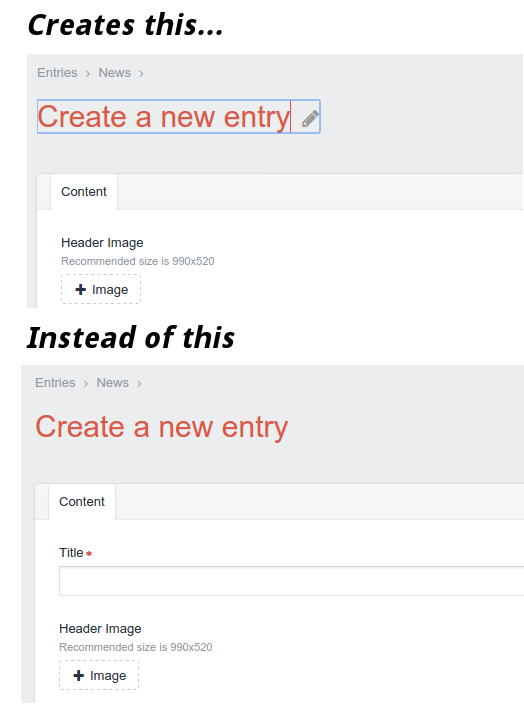 Creates this...
Entries › News ›
Create a new entry
Content
Header Image
Recommended size is 990x520
+ Image
Instead of this
Entries › News ›
Create a new entry
Content
Title *
Header Image
Recommended size is 990x520
+ Image